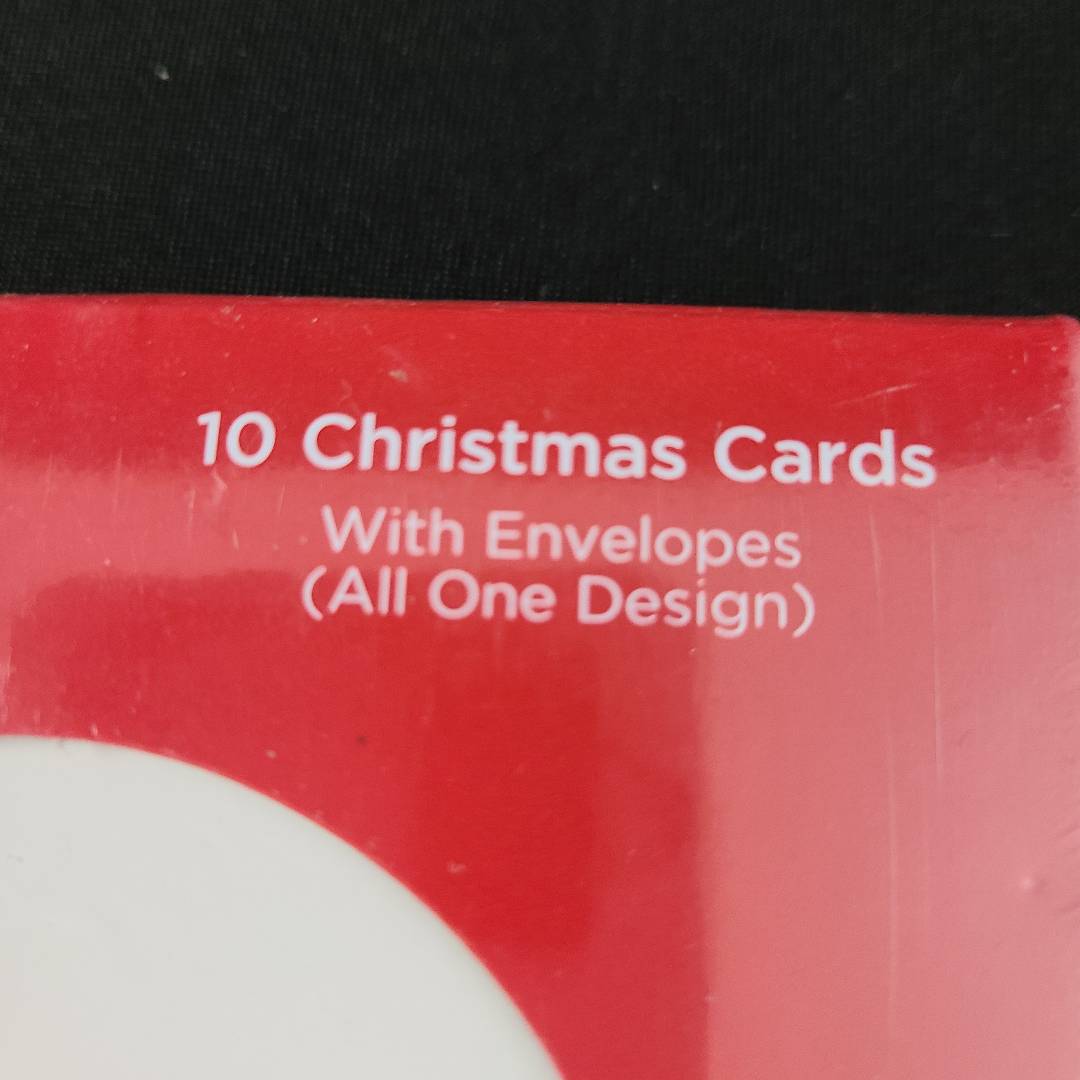 10 Christmas Cards
With Envelopes
(All One Design)